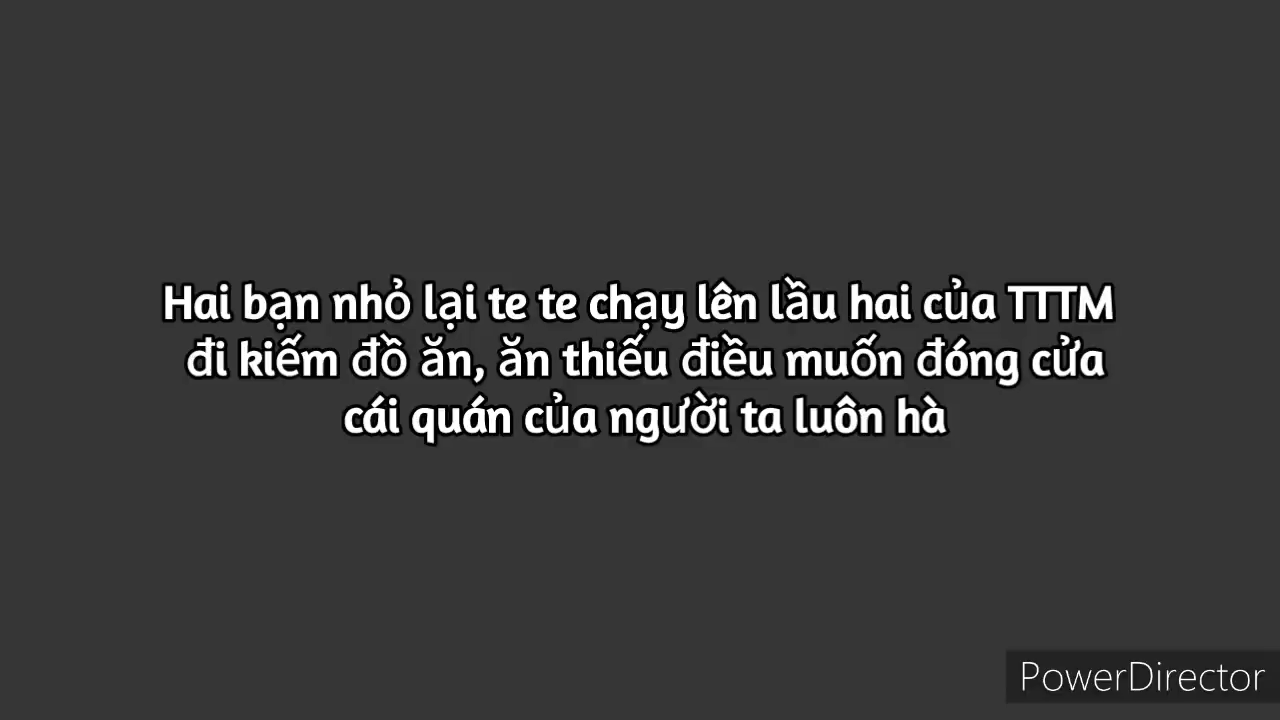 Hai bạn nhỏ lại te te chạy lên lầu hai của TTTM
đi kiếm đồ ăn, ăn thiếu điều muốn đóng cửa
cái quán của người ta luôn hà
PowerDirector